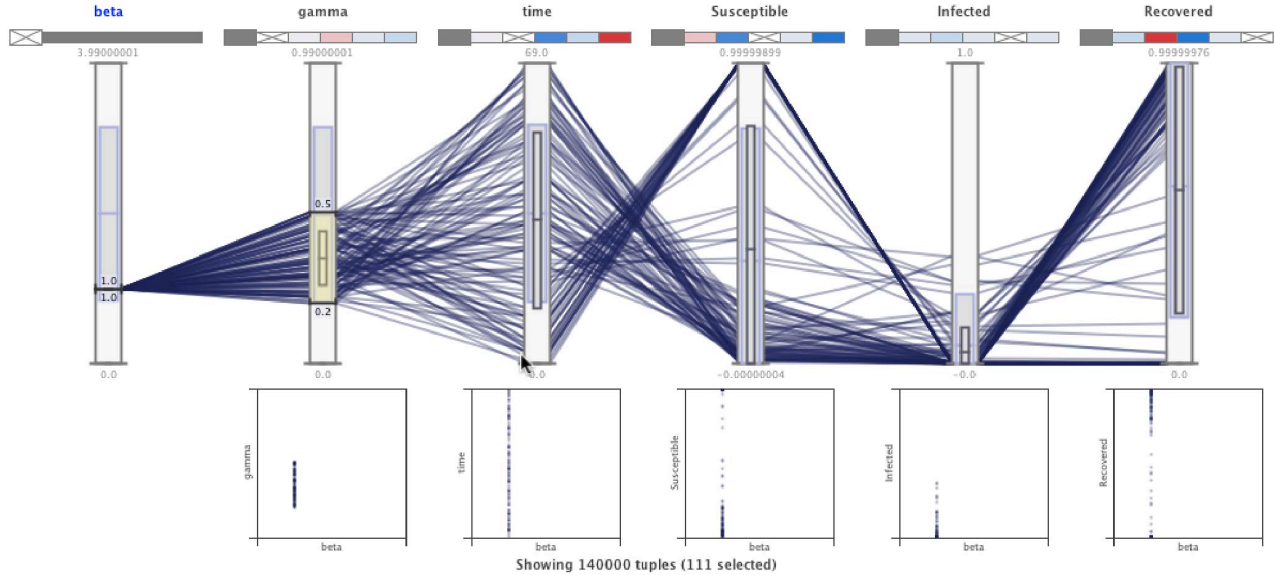 beta gamma time Susceptible Infected Recovered
3.99000001 0.99000001 69.0 0.99999899 1.0 0.99999976
0.5
1.0
1.0
0.2
0.0 0.0 -0.00000004 -0.0 0.0
gamma time Susceptible Infected Recovered
beta beta beta beta beta
Showing 140000 tuples (111 selected)